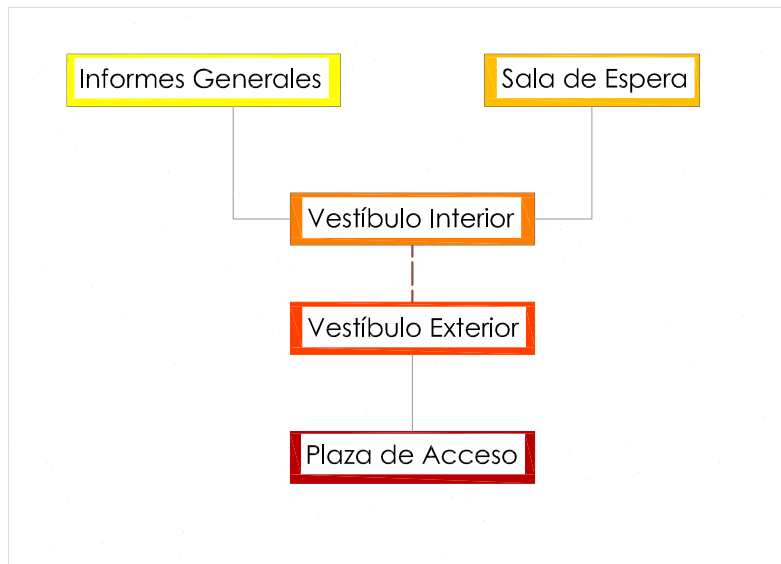 Informes Generales
Sala de Espera
Vestíbulo Interior
Vestíbulo Exterior
Plaza de Acceso